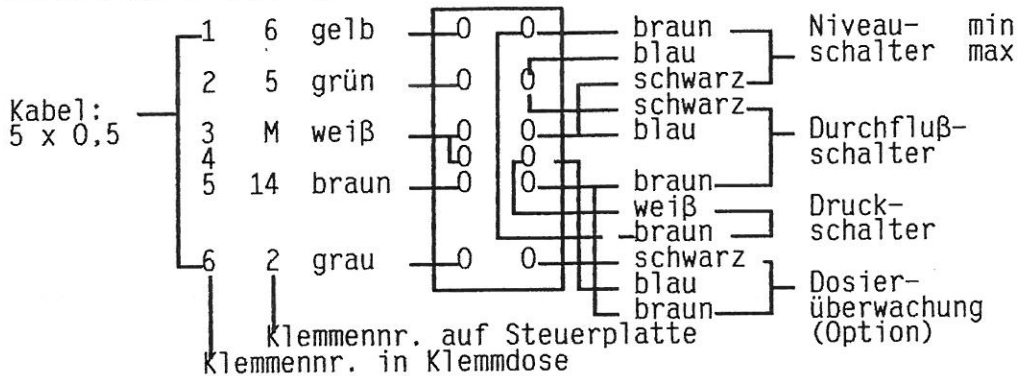 1 6 gelb O O braun Niveau- min
blau schalter max
2 5 grün O O schwarz
Kabel: schwarz
5 x 0,5 3 M weiß O O blau Durchfluß-
4 O O schalter
5 14 braun O O braun
weiß Druck-
braun schalter
6 2 grau O O schwarz
blau Dosier-
braun überwachung
Klemmennr. auf Steuerplatte (Option)
Klemmennr. in Klemmdose